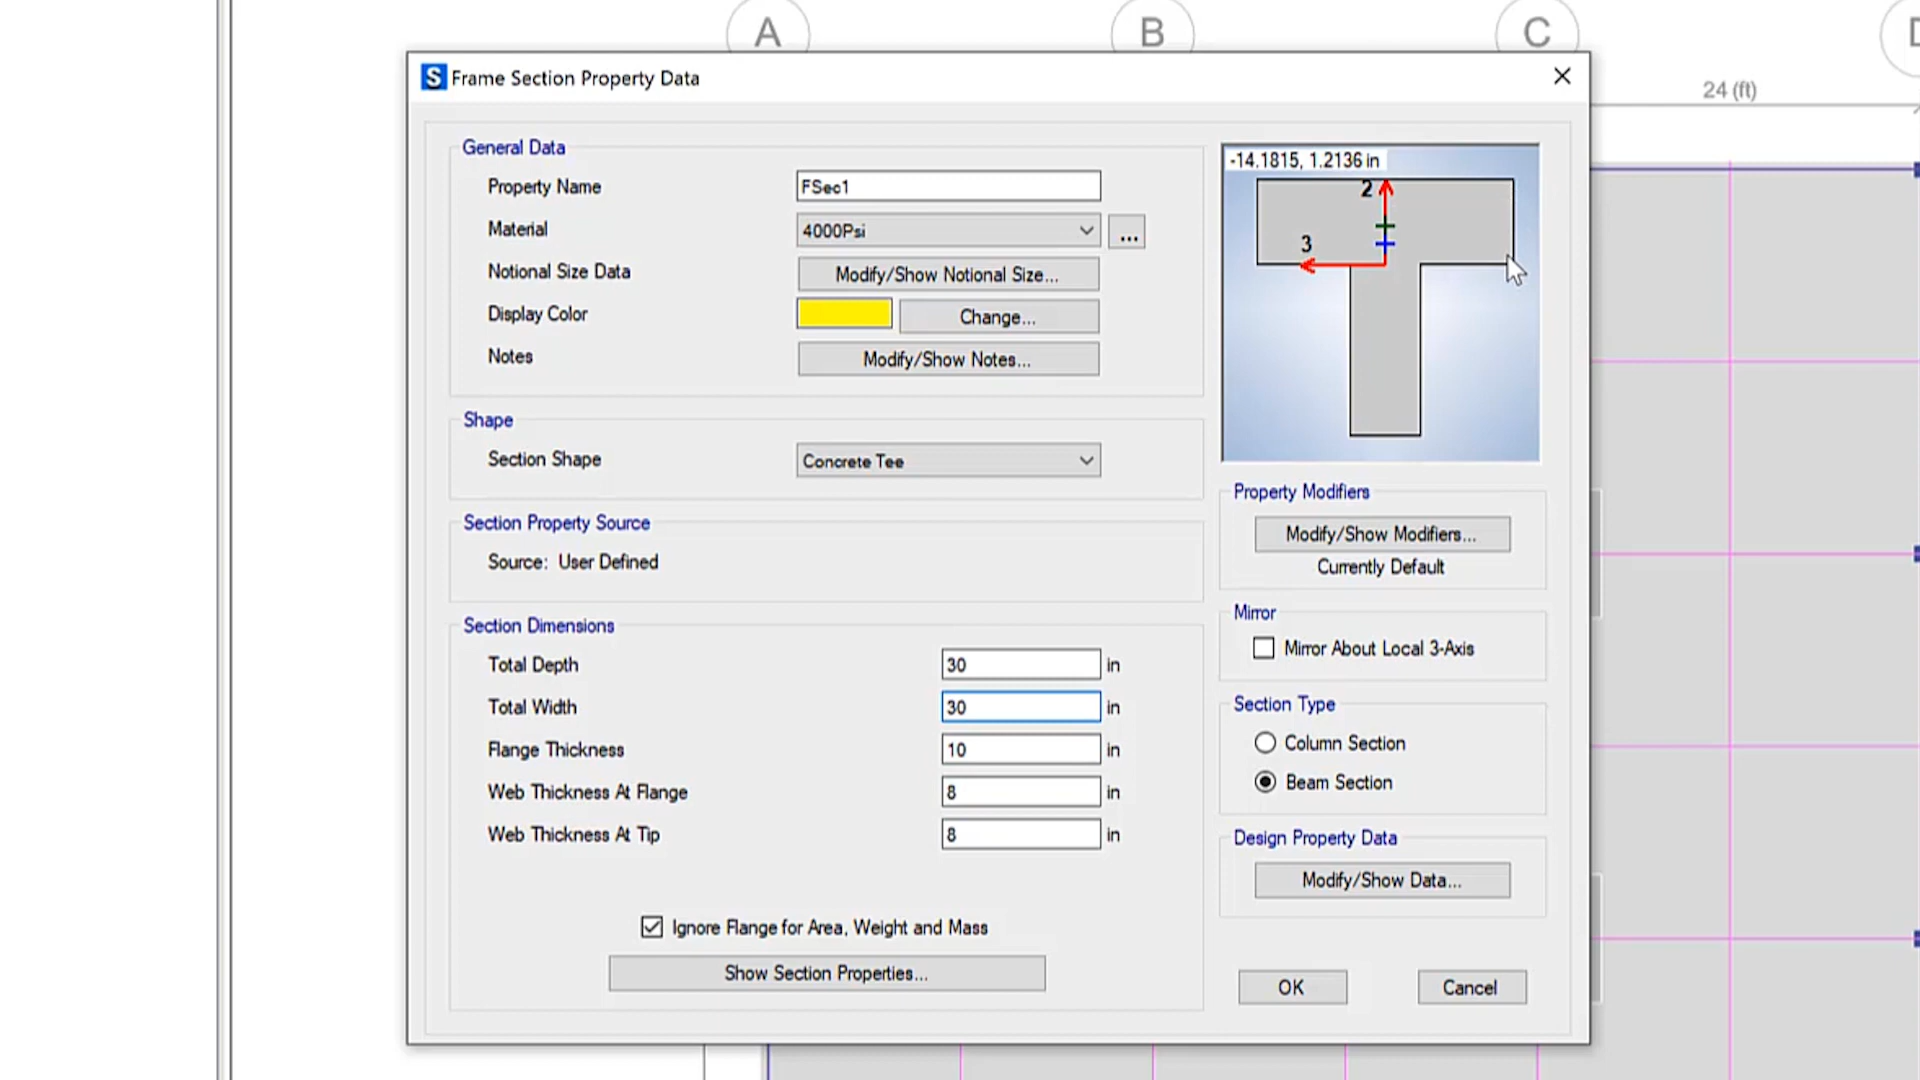 A
B
C
24 (ft)
S Frame Section Property Data
General Data
Property Name
FSec1
Material
4000Psi
...
Notional Size Data
Modify/Show Notional Size...
Display Color
Change...
Notes
Modify/Show Notes...
-14.1815, 1.2136 in
2
3
Shape
Section Shape
Concrete Tee
Section Property Source
Source: User Defined
Section Dimensions
Total Depth
30
in
Total Width
30
in
Flange Thickness
10
in
Web Thickness At Flange
8
in
Web Thickness At Tip
8
in
Ignore Flange for Area, Weight and Mass
Show Section Properties...
Property Modifiers
Modify/Show Modifiers...
Currently Default
Mirror
Mirror About Local 3-Axis
Section Type
Column Section
Beam Section
Design Property Data
Modify/Show Data...
OK
Cancel